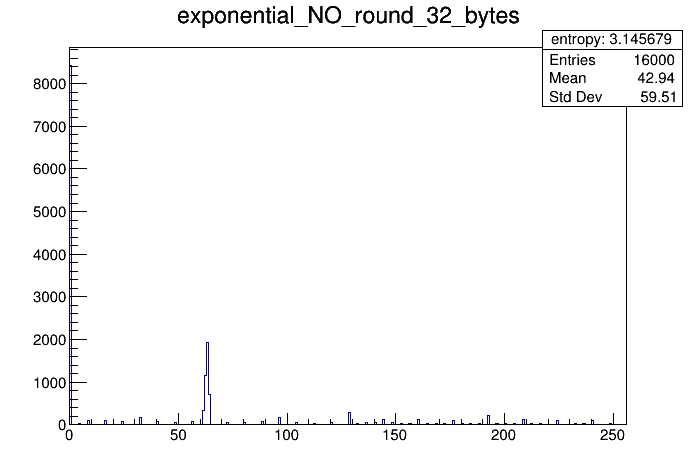 exponential_NO_round_32_bytes
entropy: 3.145679
Entries 16000
Mean 42.94
Std Dev 59.51
8000
7000
6000
5000
4000
3000
2000
1000
0
0 50 100 150 200 250